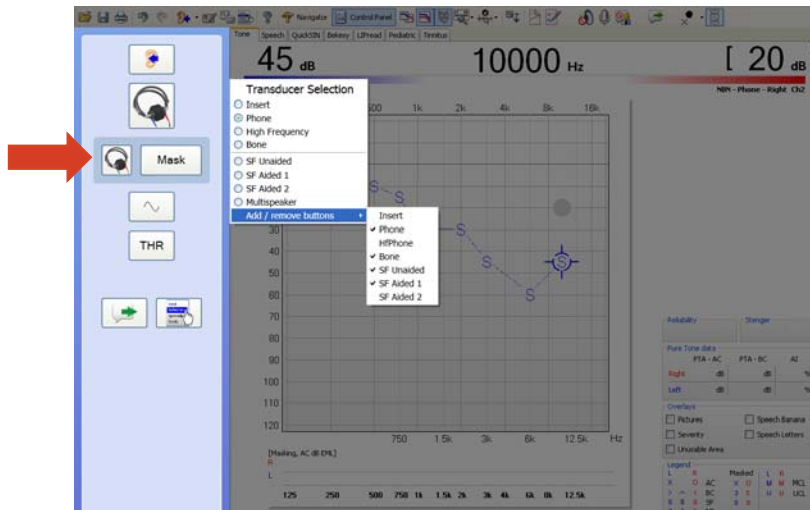 Navigator Control Panel
Tone Speech QuickSIN Bekesy LIPread Pediatric Tinnitus
45 dB 10000 Hz [ 20 dB
NBN - Phone - Right Ch2
Transducer Selection
Insert
Phone
High Frequency
Bone
SF Unaided
SF Aided 1
SF Aided 2
Multispeaker
Add / remove buttons
Insert
Phone
HfPhone
Bone
SF Unaided
SF Aided 1
SF Aided 2
Mask
THR
500 1k 2k 4k 8k 16k
S S S S S S
30
40
50
60
70
80
90
100
110
120
750 1.5k 3k 6k 12.5k Hz
[Masking, AC dB EML]
R
L
125 250 500 750 1k 1.5k 2k 3k 4k 6k 8k 12.5k
Reliability Stenger
Pure Tone data
PTA - AC PTA - BC AI
Right dB dB %
Left dB dB %
Overlays
Pictures Speech Banana
Severity Speech Letters
Unusable Area
Legend
L R Masked L R
X O AC M M MCL
BC U U UCL
SF